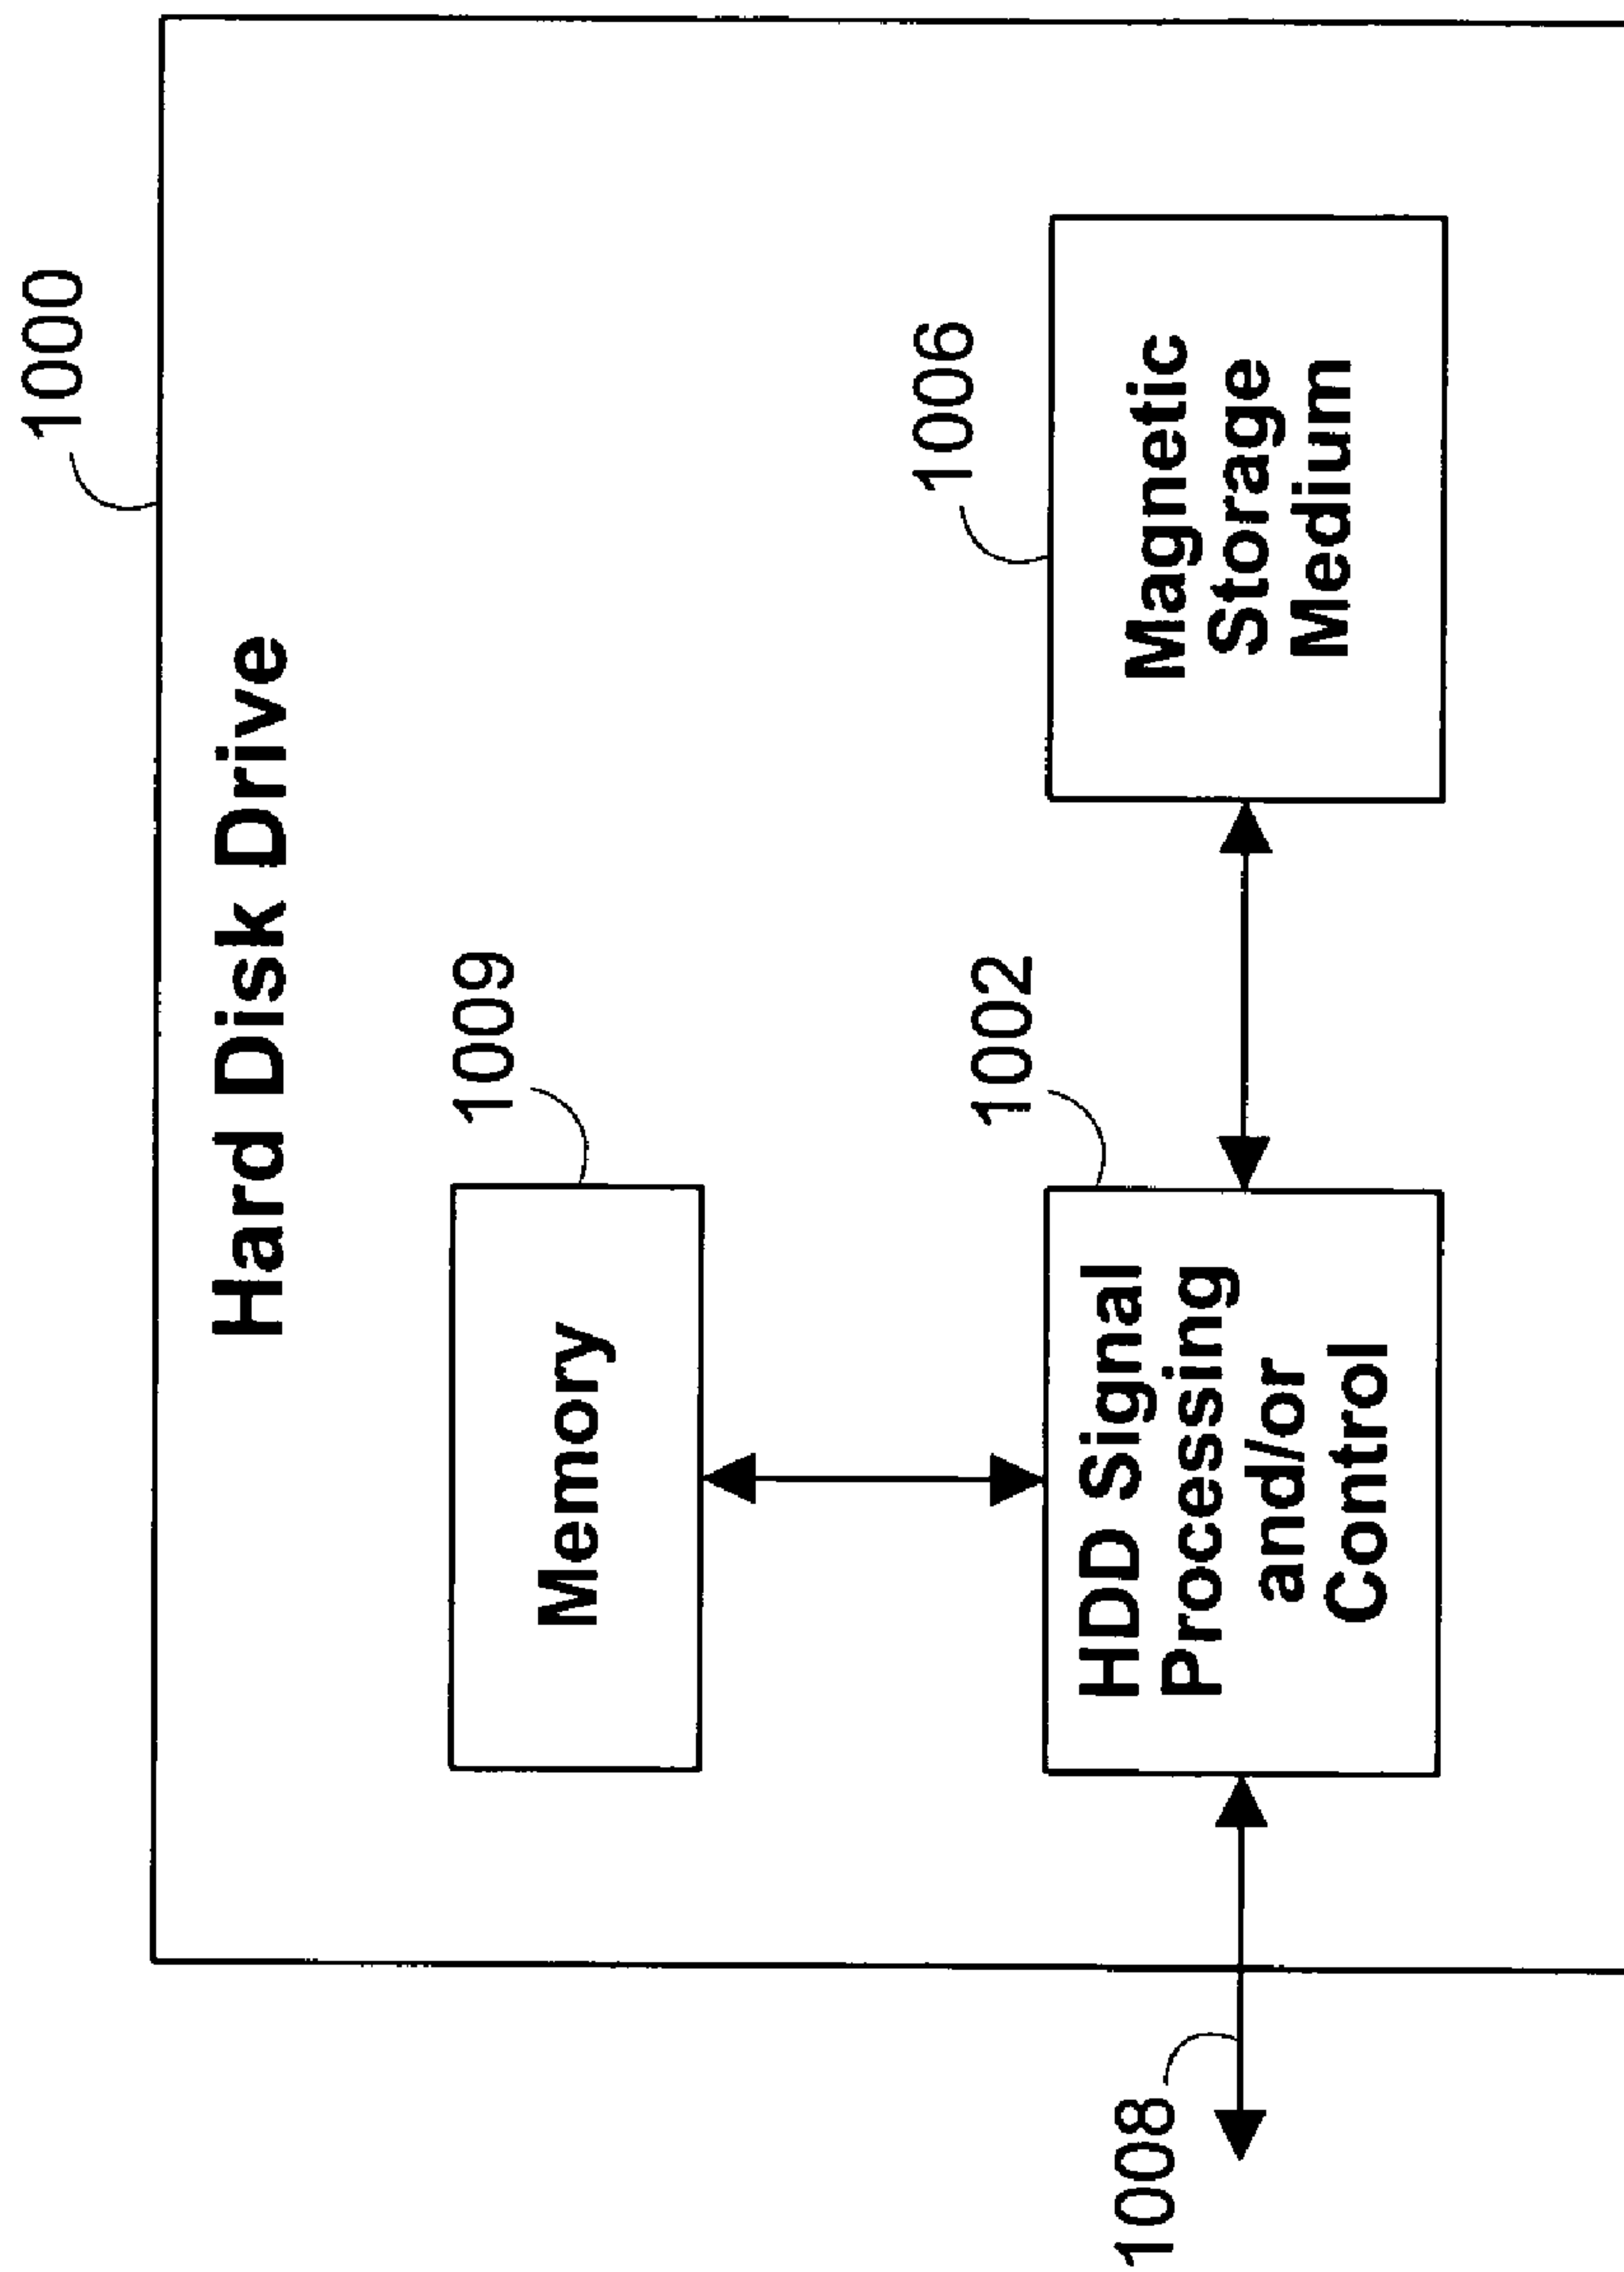 1000
Hard Disk Drive
1009
Memory
1006
1002
Magnetic
Storage
Medium
HDD Signal
Processing
and/or
Control
1008